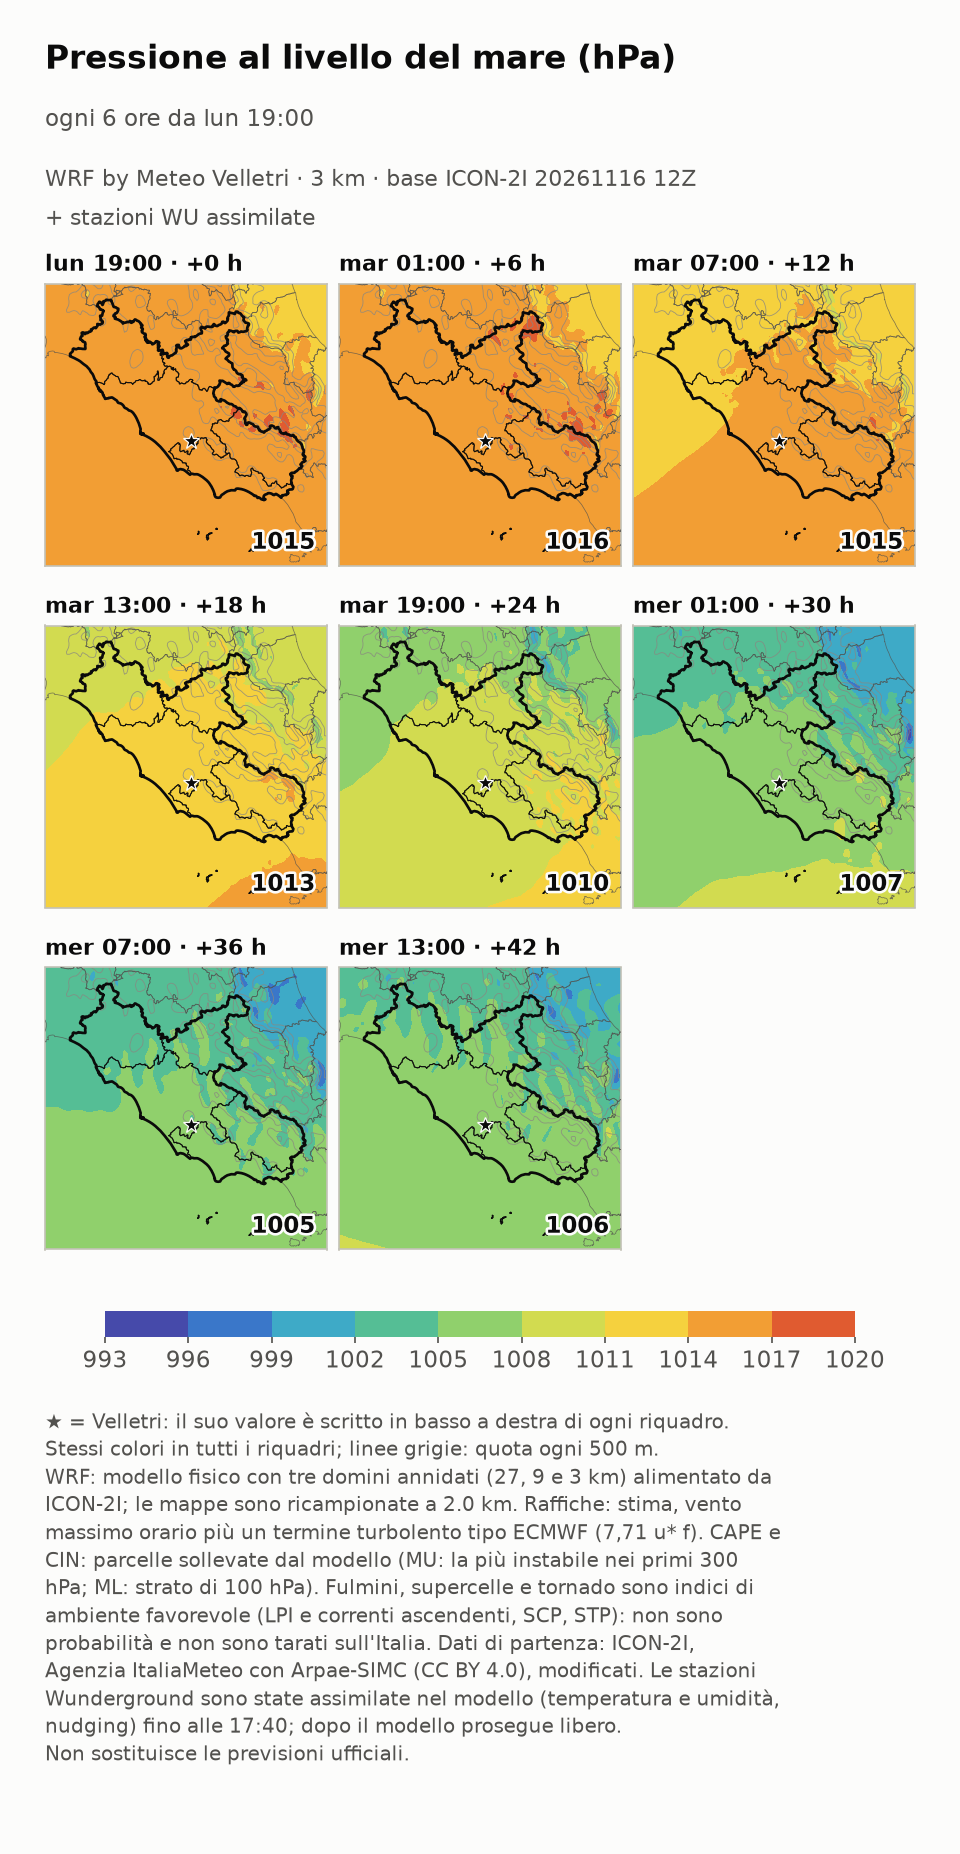 Pressione al livello del mare (hPa)
ogni 6 ore da lun 19:00
WRF by Meteo Velletri · 3 km · base ICON-2I 20261116 12Z
+ stazioni WU assimilate
lun 19:00 · +0 h
mar 01:00 · +6 h
mar 07:00 · +12 h
1015
1016
1015
mar 13:00 · +18 h
mar 19:00 · +24 h
mer 01:00 · +30 h
1013
1010
1007
mer 07:00 · +36 h
mer 13:00 · +42 h
1005
1006
993 996 999 1002 1005 1008 1011 1014 1017 1020
★ = Velletri: il suo valore è scritto in basso a destra di ogni riquadro.
Stessi colori in tutti i riquadri; linee grigie: quota ogni 500 m.
WRF: modello fisico con tre domini annidati (27, 9 e 3 km) alimentato da
ICON-2I; le mappe sono ricampionate a 2.0 km. Raffiche: stima, vento
massimo orario più un termine turbolento tipo ECMWF (7,71 u* f). CAPE e
CIN: parcelle sollevate dal modello (MU: la più instabile nei primi 300
hPa; ML: strato di 100 hPa). Fulmini, supercelle e tornado sono indici di
ambiente favorevole (LPI e correnti ascendenti, SCP, STP): non sono
probabilità e non sono tarati sull'Italia. Dati di partenza: ICON-2I,
Agenzia ItaliaMeteo con Arpae-SIMC (CC BY 4.0), modificati. Le stazioni
Wunderground sono state assimilate nel modello (temperatura e umidità,
nudging) fino alle 17:40; dopo il modello prosegue libero.
Non sostituisce le previsioni ufficiali.